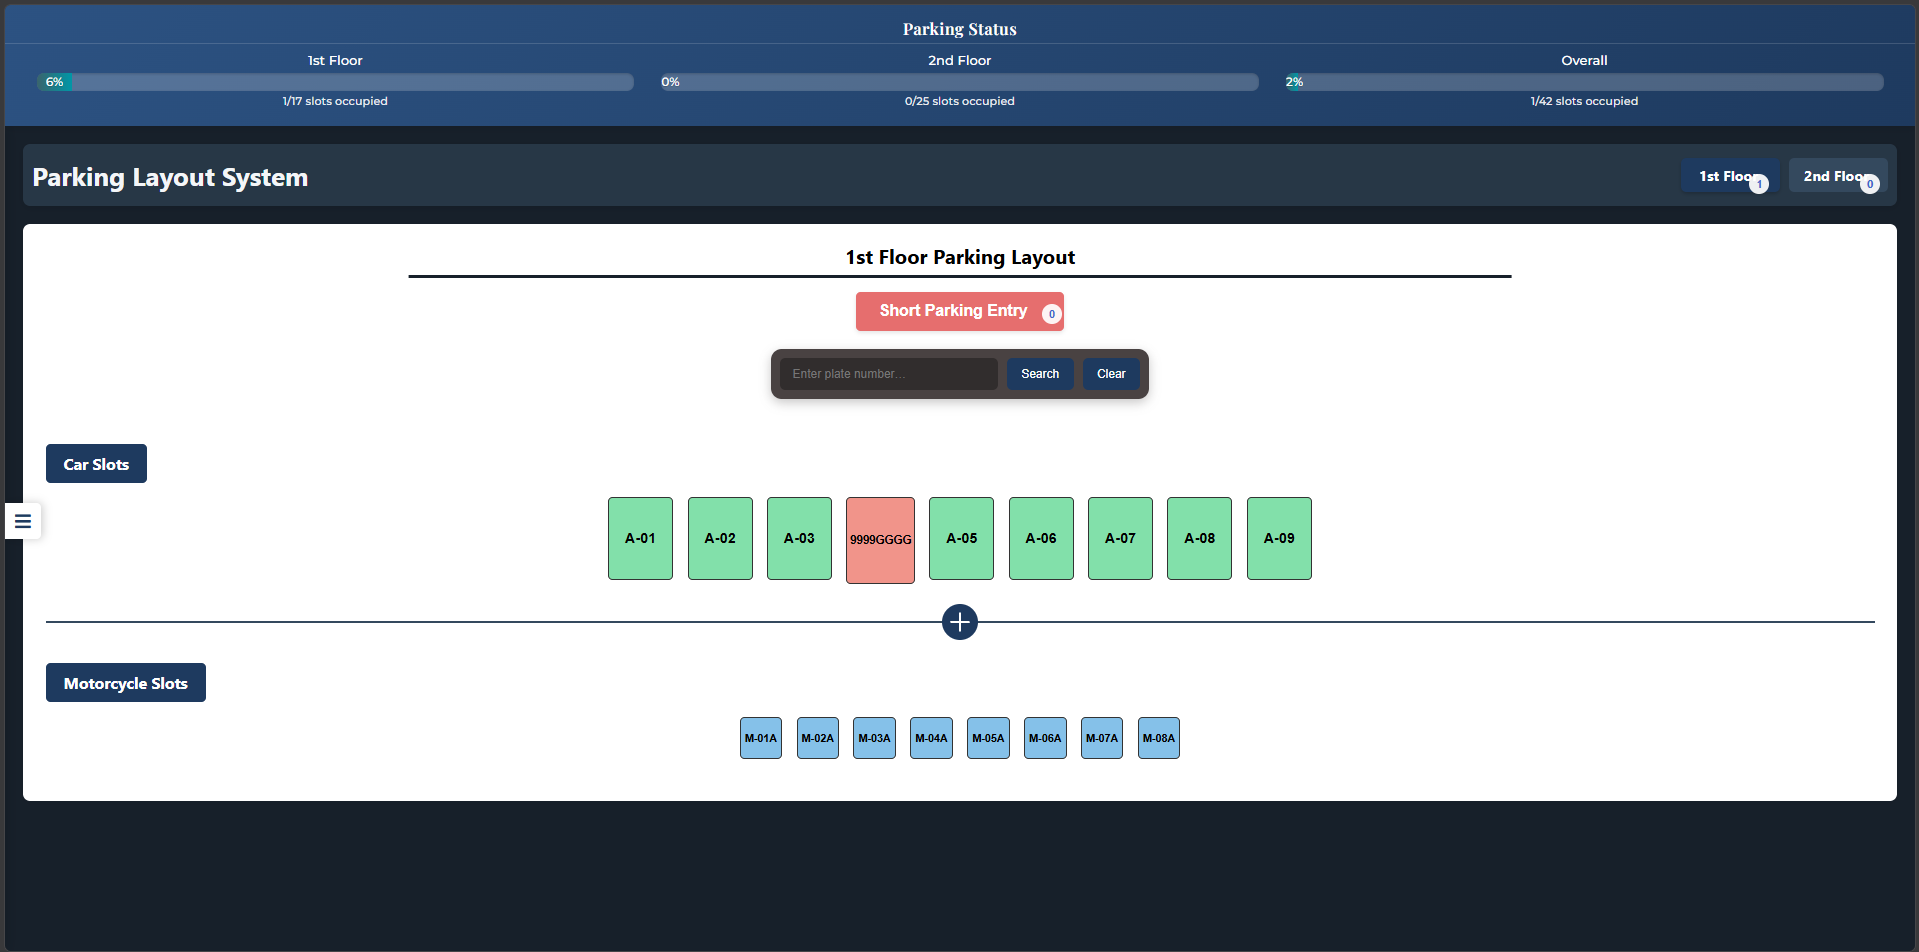 Parking Status
1st Floor
2nd Floor
Overall
6%
0%
2%
1/17 slots occupied
0/25 slots occupied
1/42 slots occupied
Parking Layout System
1st Floor 1
2nd Floor 0
1st Floor Parking Layout
Short Parking Entry 0
Enter plate number...
Search
Clear
Car Slots
A-01 A-02 A-03 9999GGGG A-05 A-06 A-07 A-08 A-09
Motorcycle Slots
M-01A M-02A M-03A M-04A M-05A M-06A M-07A M-08A